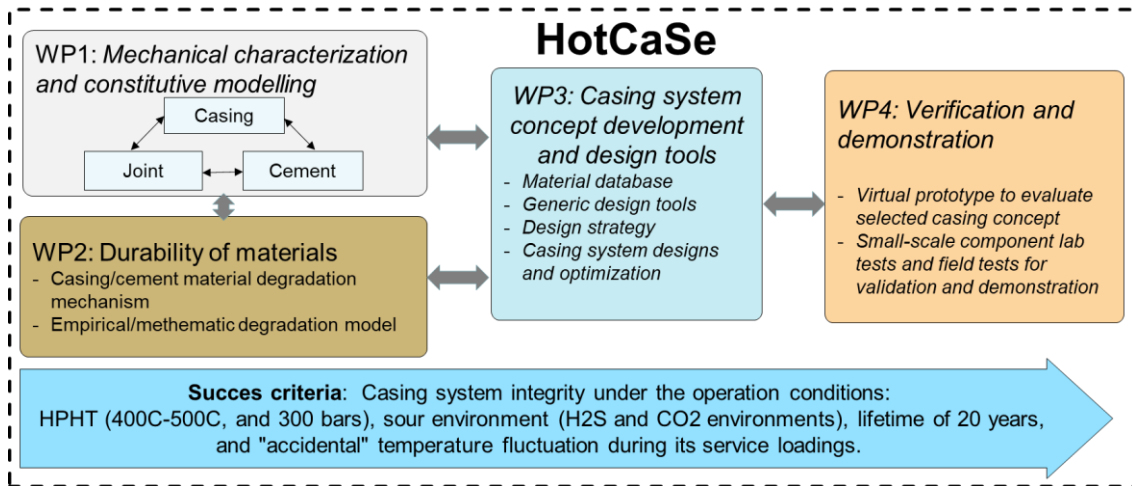 HotCaSe
WP1: Mechanical characterization
and constitutive modelling
Casing
Joint
Cement
WP2: Durability of materials
- Casing/cement material degradation
mechanism
- Empirical/methematic degradation model
WP3: Casing system
concept development
and design tools
- Material database
- Generic design tools
- Design strategy
- Casing system designs
and optimization
WP4: Verification and
demonstration
- Virtual prototype to evaluate
selected casing concept
- Small-scale component lab
tests and field tests for
validation and demonstration
Succes criteria: Casing system integrity under the operation conditions:
HPHT (400C-500C, and 300 bars), sour environment (H2S and CO2 environments), lifetime of 20 years,
and "accidental" temperature fluctuation during its service loadings.